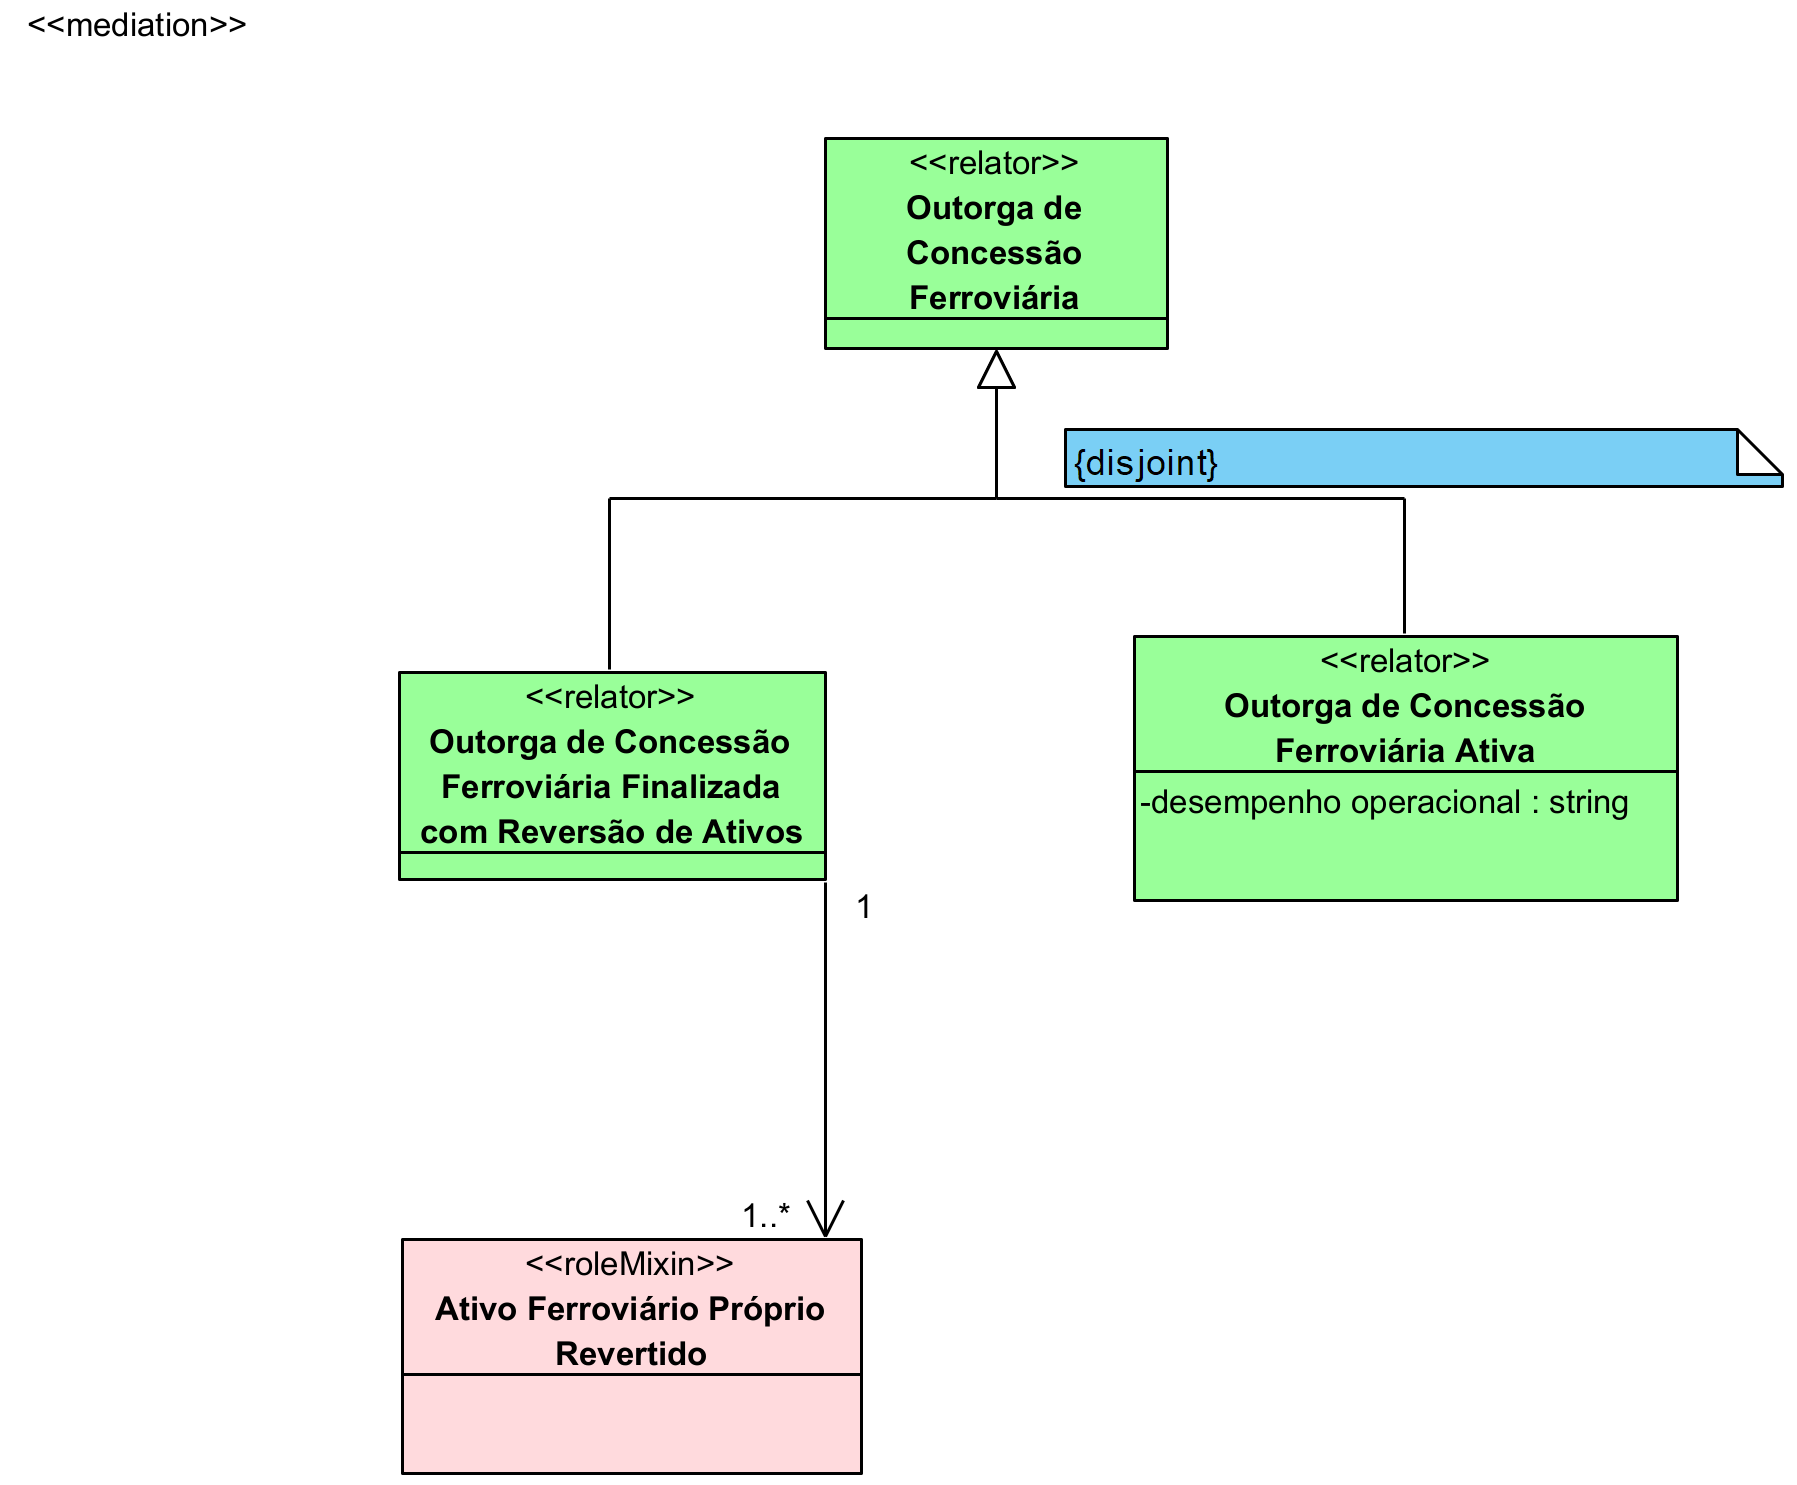 <<mediation>>
<<relator>>
Outorga de
Concessão
Ferroviária
{disjoint}
<<relator>>
Outorga de Concessão
Ferroviária Finalizada
com Reversão de Ativos
<<relator>>
Outorga de Concessão
Ferroviária Ativa
-desempenho operacional : string
1
1..*
<<roleMixin>>
Ativo Ferroviário Próprio
Revertido